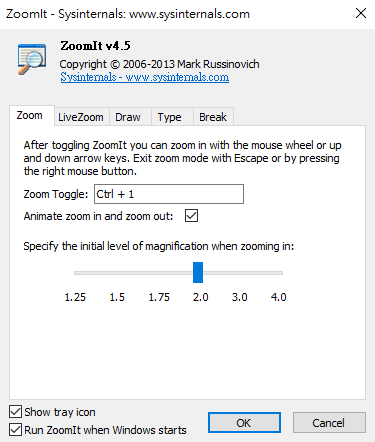 ZoomIt - Sysinternals: www.sysinternals.com
ZoomIt v4.5
Copyright © 2006-2013 Mark Russinovich
Sysinternals - www.sysinternals.com
Zoom LiveZoom Draw Type Break
After toggling ZoomIt you can zoom in with the mouse wheel or up
and down arrow keys. Exit zoom mode with Escape or by pressing
the right mouse button.
Zoom Toggle: Ctrl + 1
Animate zoom in and zoom out:
Specify the initial level of magnification when zooming in:
1.25 1.5 1.75 2.0 3.0 4.0
Show tray icon
Run ZoomIt when Windows starts
OK Cancel